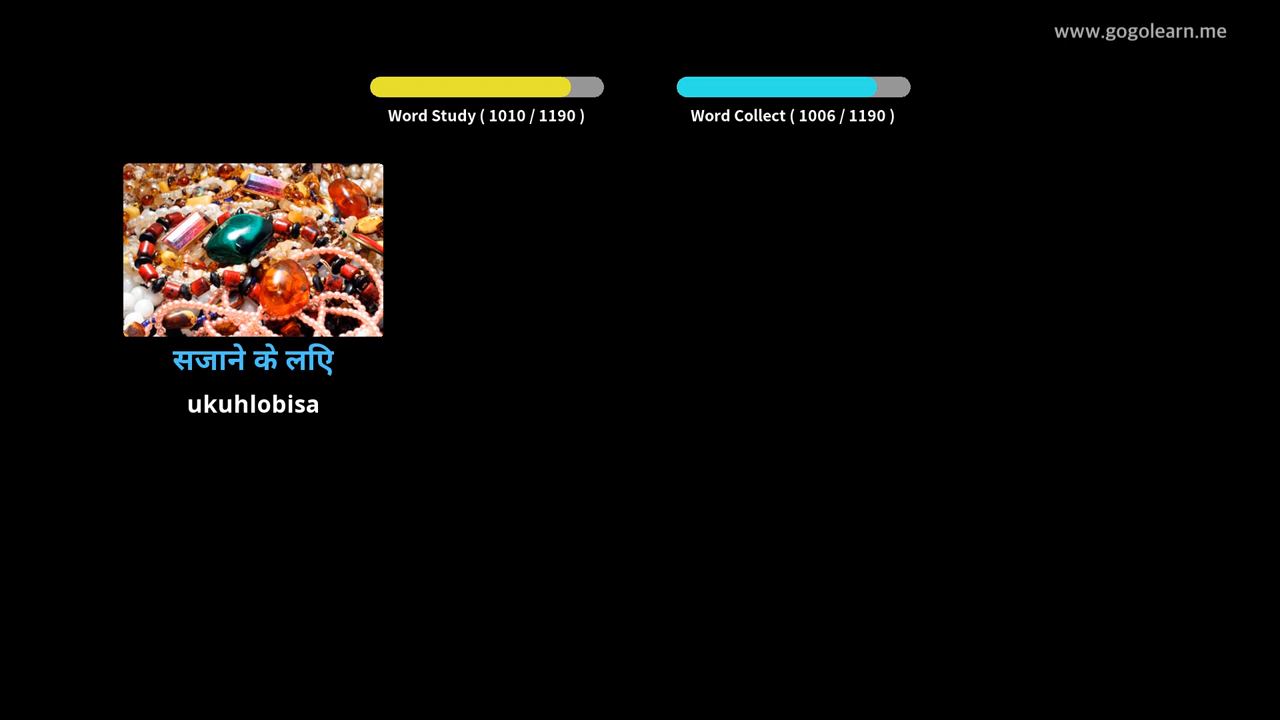 www.gogolearn.me
Word Study ( 1010 / 1190 )
Word Collect ( 1006 / 1190 )
सजाने के लिए
ukuhlobisa